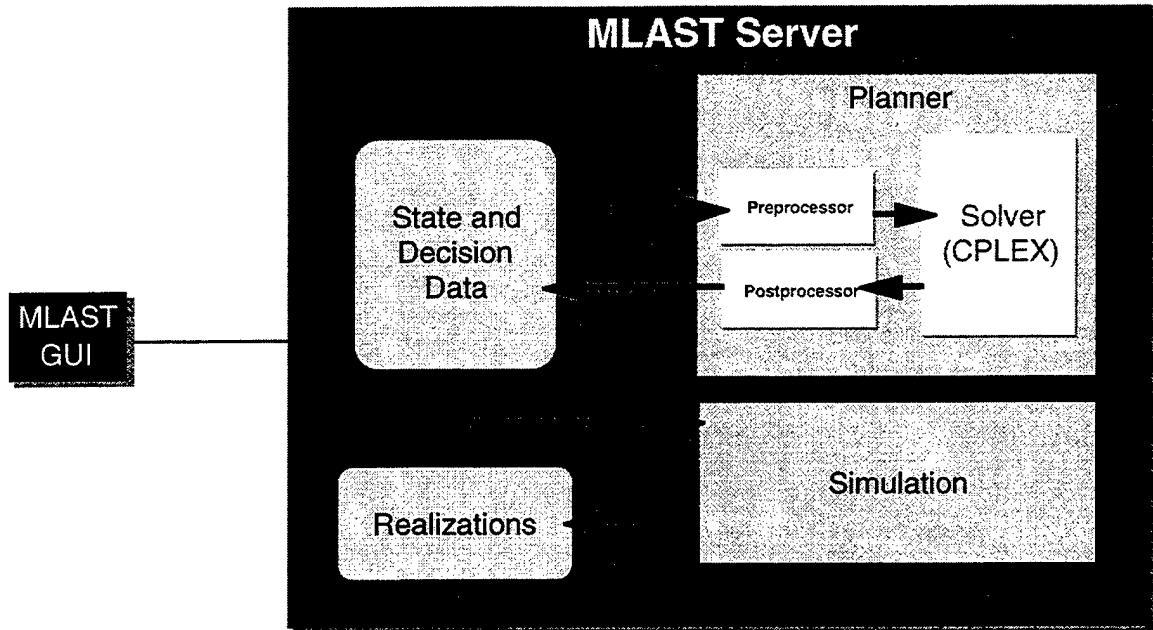 MLAST Server
Planner
State and
Decision
Data
Preprocessor
Solver
(CPLEX)
Postprocessor
MLAST
GUI
Simulation
Realizations